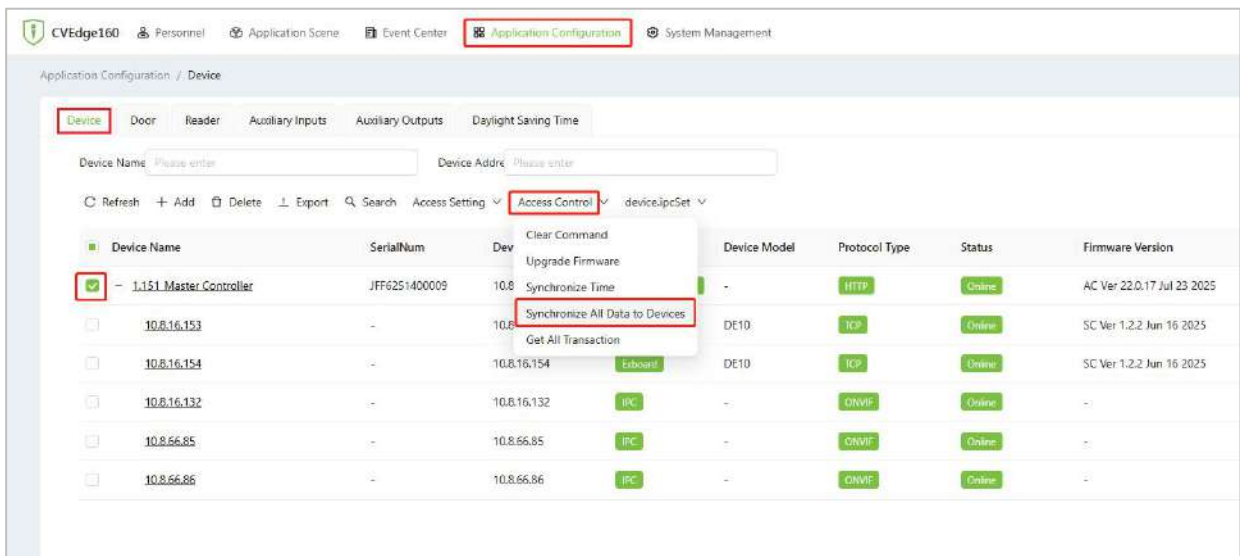 CVEdge160 Personnel Application Scene Event Center Application Configuration System Management
Application Configuration / Device
Device Door Reader Auxiliary Inputs Auxiliary Outputs Daylight Saving Time
Device Name Please enter Device Addre Please enter
Refresh + Add Delete Export Search Access Setting Access Control device.ipcSet
Clear Command
Device Name SerialNum Dev Device Model Protocol Type Status Firmware Version
Upgrade Firmware
1.151 Master Controller JFF6251400009 10.8 Synchronize Time - HTTP Online AC Ver 22.0.17 Jul 23 2025
Synchronize All Data to Devices
10.8.16.153 - 10.8 DE10 TCP Online SC Ver 1.2.2 Jun 16 2025
Get All Transaction
10.8.16.154 - 10.8.16.154 Exboard DE10 TCP Online SC Ver 1.2.2 Jun 16 2025
10.8.16.132 - 10.8.16.132 IPC - ONVIF Online -
10.8.66.85 - 10.8.66.85 IPC - ONVIF Online -
10.8.66.86 - 10.8.66.86 IPC - ONVIF Online -